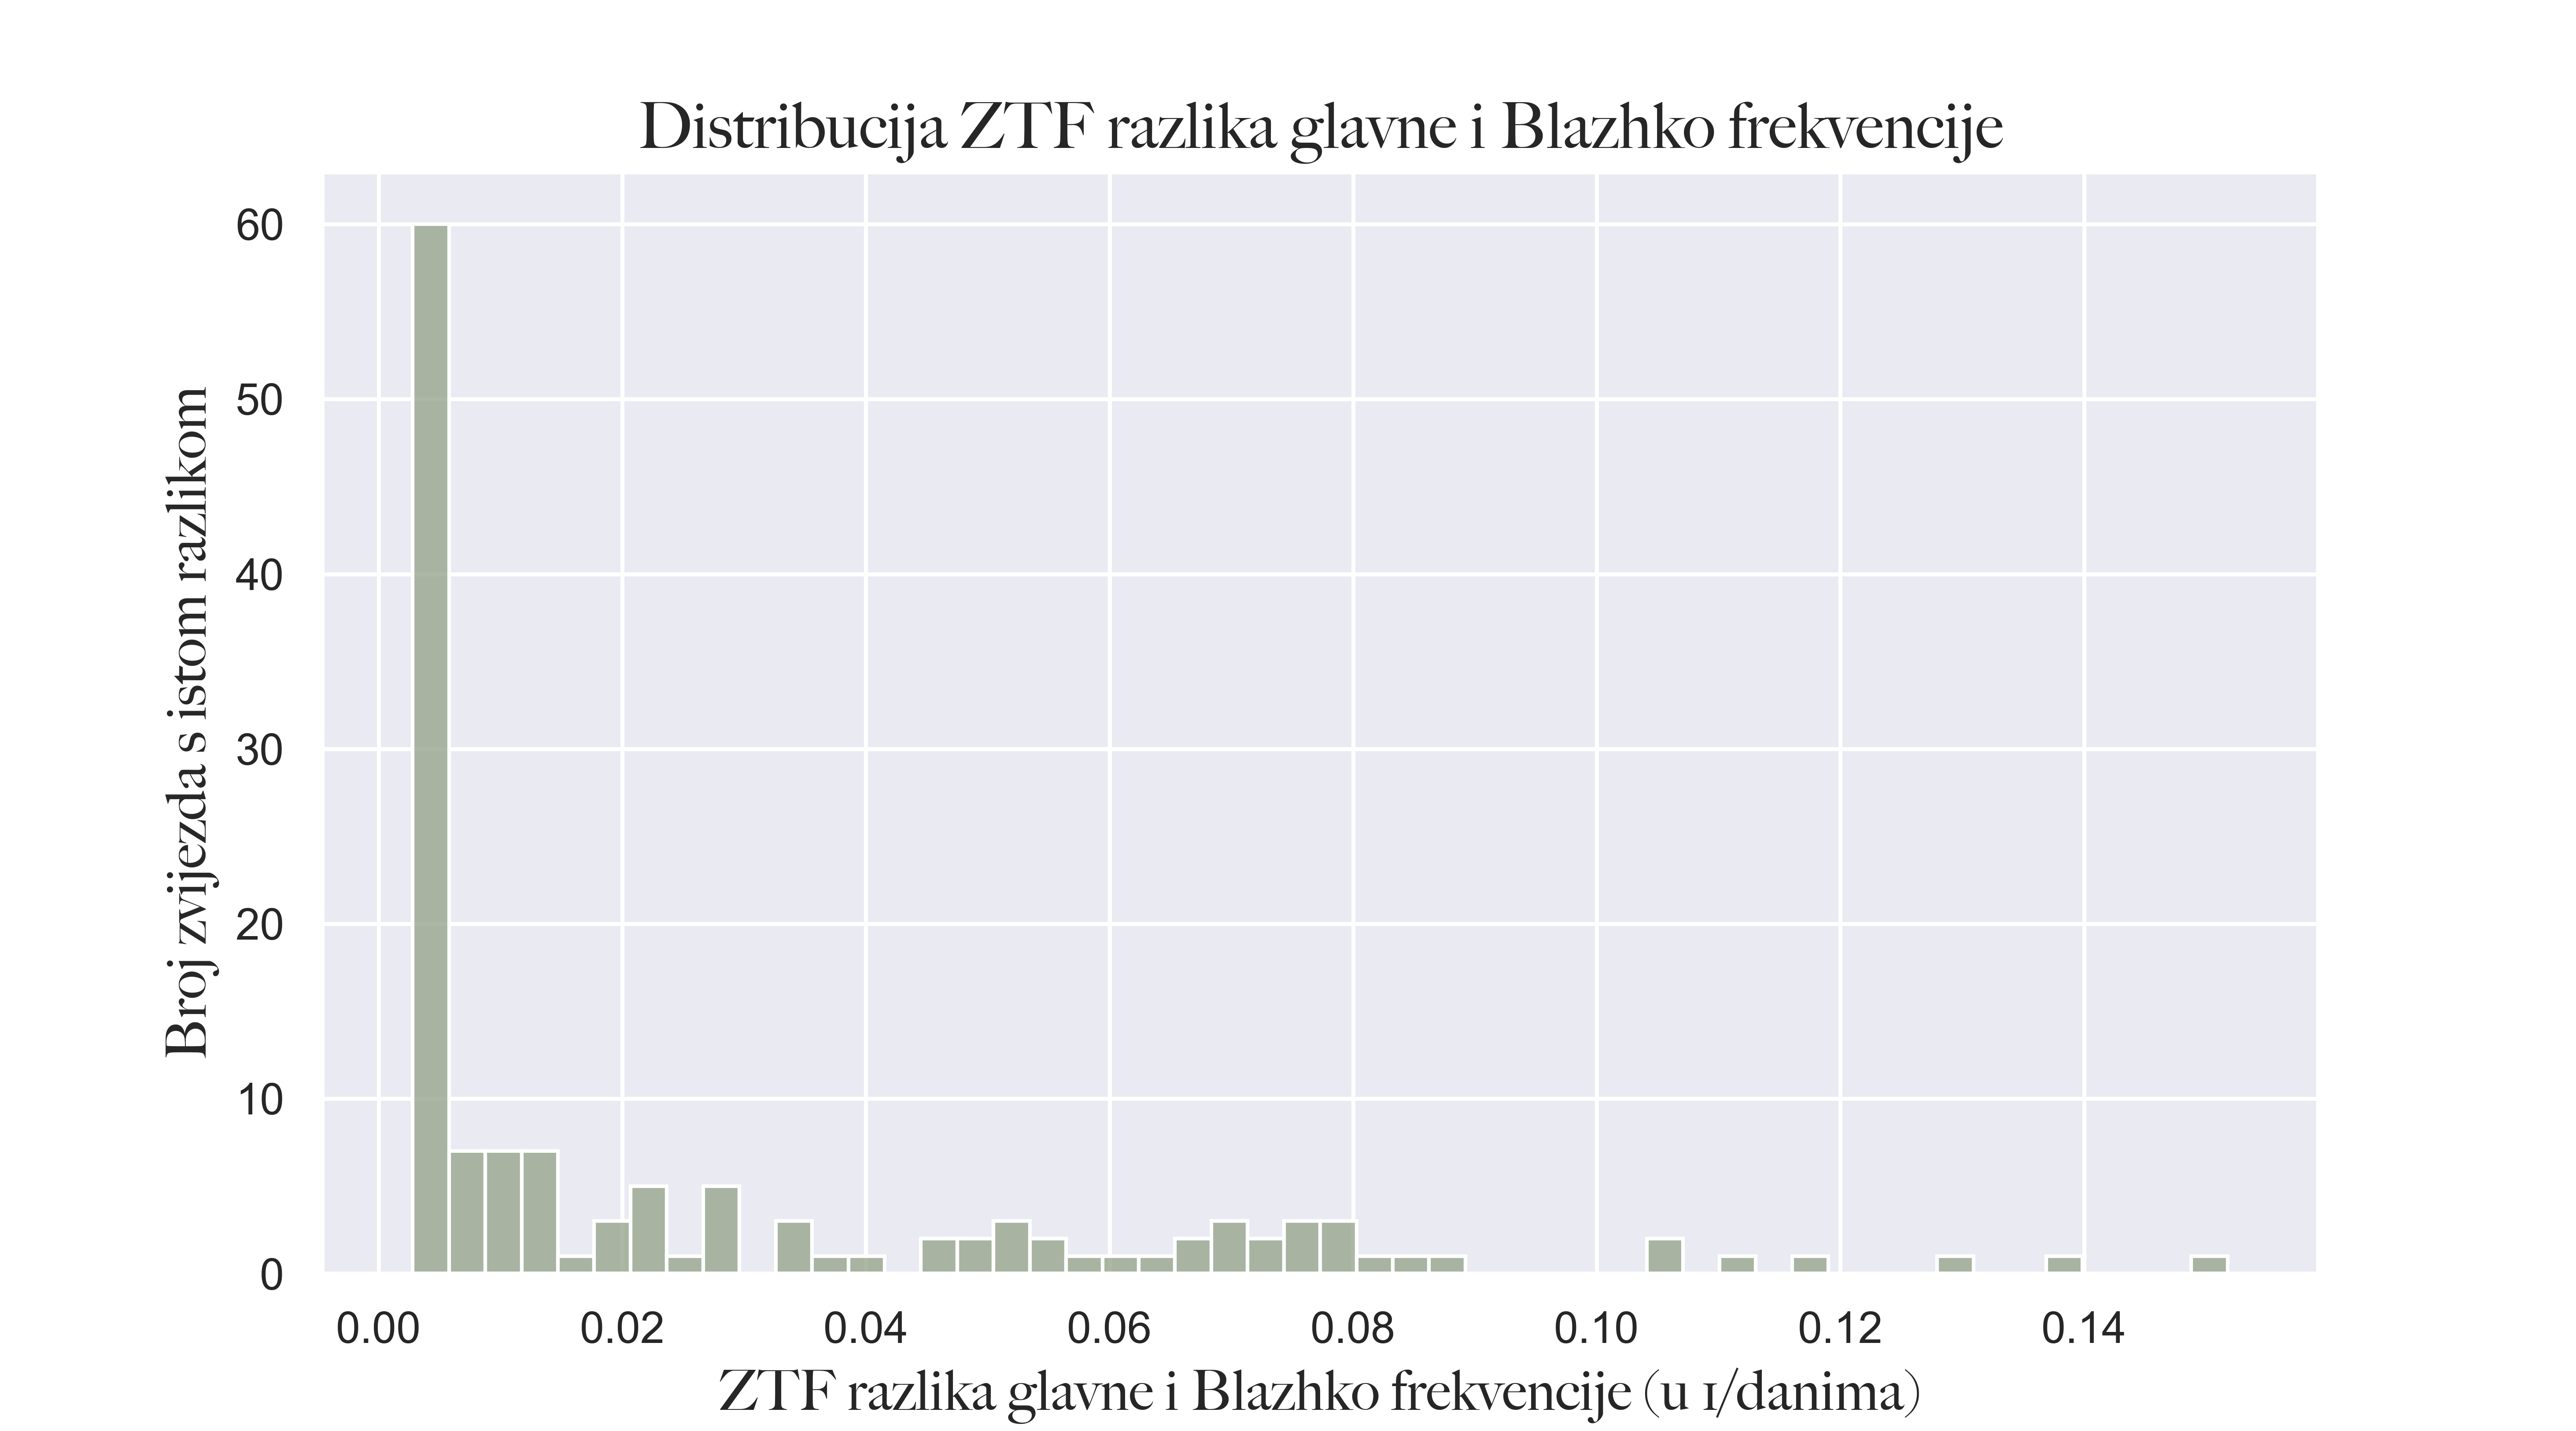 Distribucija ZTF razlika glavne i Blazhko frekvencije
Broj zvijezda s istom razlikom
60
50
40
30
20
10
0
0.00 0.02 0.04 0.06 0.08 0.10 0.12 0.14
ZTF razlika glavne i Blazhko frekvencije (u 1/danima)